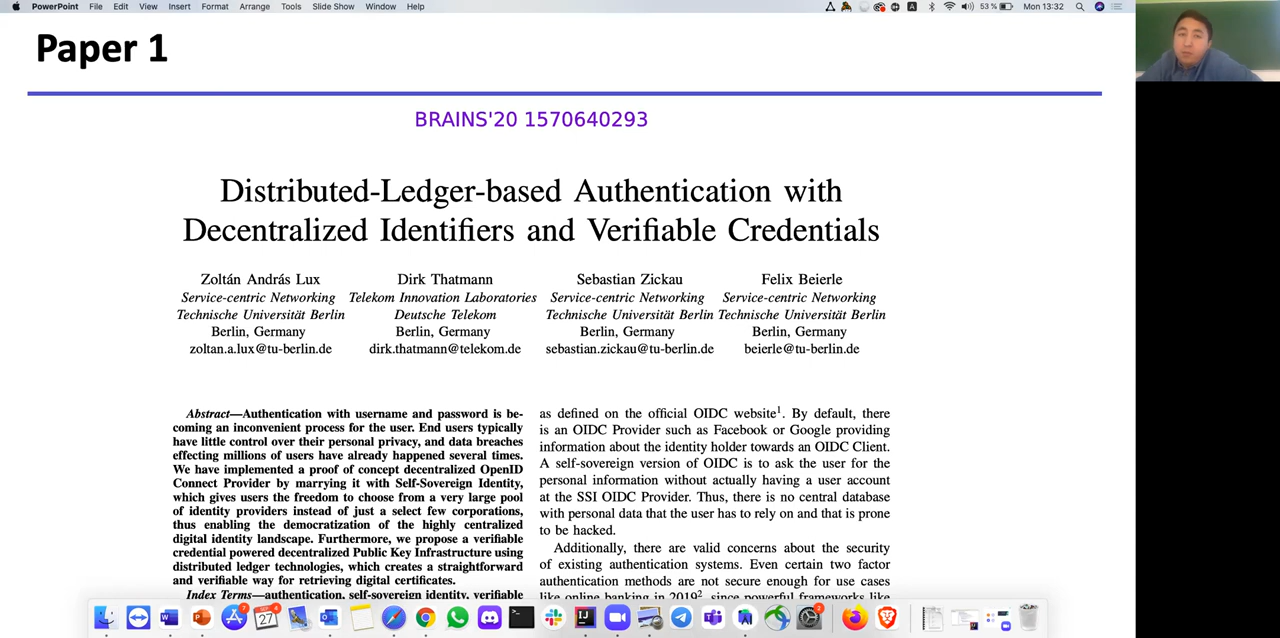 PowerPoint File Edit View Insert Format Arrange Tools Slide Show Window Help 53 % Mon 13:32
Paper 1
BRAINS'20 1570640293
Distributed-Ledger-based Authentication with
Decentralized Identifiers and Verifiable Credentials
Zoltán András Lux
Service-centric Networking
Technische Universität Berlin
Berlin, Germany
zoltan.a.lux@tu-berlin.de
Dirk Thatmann
Telekom Innovation Laboratories
Deutsche Telekom
Berlin, Germany
dirk.thatmann@telekom.de
Sebastian Zickau
Service-centric Networking
Technische Universität Berlin
Berlin, Germany
sebastian.zickau@tu-berlin.de
Felix Beierle
Service-centric Networking
Technische Universität Berlin
Berlin, Germany
beierle@tu-berlin.de
Abstract—Authentication with username and password is be-
coming an inconvenient process for the user. End users typically
have little control over their personal privacy, and data breaches
effecting millions of users have already happened several times.
We have implemented a proof of concept decentralized OpenID
Connect Provider by marrying it with Self-Sovereign Identity,
which gives users the freedom to choose from a very large pool
of identity providers instead of just a select few corporations,
thus enabling the democratization of the highly centralized
digital identity landscape. Furthermore, we propose a verifiable
credential powered decentralized Public Key Infrastructure using
distributed ledger technologies, which creates a straightforward
and verifiable way for retrieving digital certificates.
Index Terms—authentication, self-sovereign identity, verifiable
as defined on the official OIDC website1. By default, there
is an OIDC Provider such as Facebook or Google providing
information about the identity holder towards an OIDC Client.
A self-sovereign version of OIDC is to ask the user for the
personal information without actually having a user account
at the SSI OIDC Provider. Thus, there is no central database
with personal data that the user has to rely on and that is prone
to be hacked.
Additionally, there are valid concerns about the security
of existing authentication systems. Even certain two factor
authentication methods are not secure enough for use cases
like online banking in 20192, since powerful frameworks like